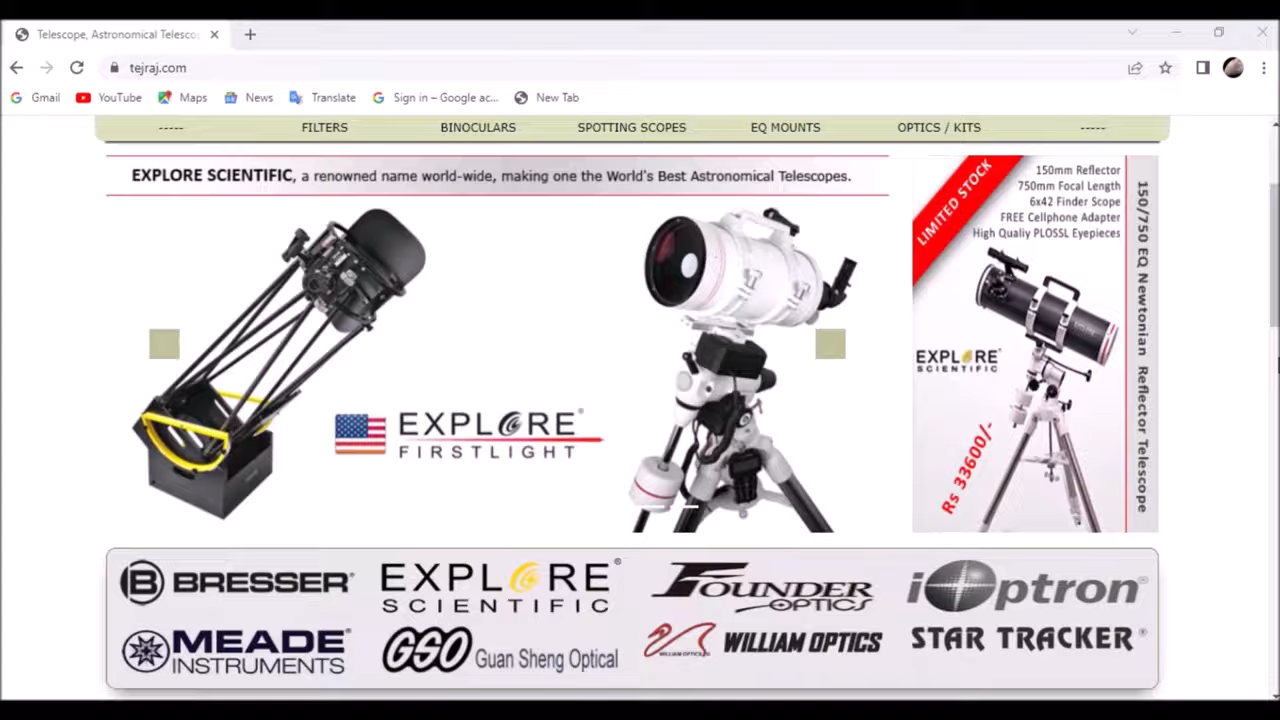 Telescope, Astronomical Telesco
tejraj.com
Gmail
YouTube
Maps
News
Translate
Sign in – Google ac...
New Tab
-----
FILTERS
BINOCULARS
SPOTTING SCOPES
EQ MOUNTS
OPTICS / KITS
-----
EXPLORE SCIENTIFIC, a renowned name world-wide, making one the World's Best Astronomical Telescopes.
EXPLORE®
FIRSTLIGHT
LIMITED STOCK
150mm Reflector
750mm Focal Length
6x42 Finder Scope
FREE Cellphone Adapter
High Qualiy PLOSSL Eyepieces
EXPLORE®
SCIENTIFIC
Rs 33600/-
150/750 EQ Newtonian Reflector Telescope
B BRESSER®
EXPLORE®
SCIENTIFIC
FOUNDER
OPTICS
iOptron®
MEADE®
INSTRUMENTS
GSO Guan Sheng Optical
WILLIAM OPTICS
WILLIAM OPTICS
STAR TRACKER®